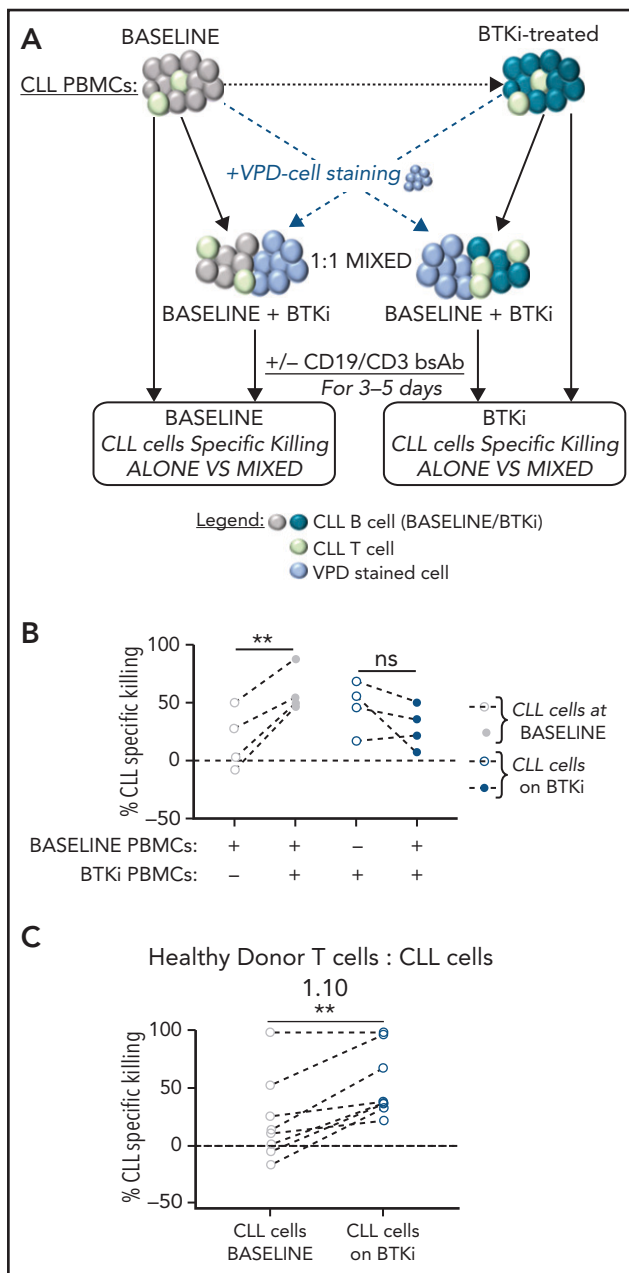 A
BASELINE
BTKi-treated
CLL PBMCs:
+VPD-cell staining
1:1 MIXED
BASELINE + BTKi
BASELINE + BTKi
+/– CD19/CD3 bsAb
For 3–5 days
BASELINE
CLL cells Specific Killing
ALONE VS MIXED
BTKi
CLL cells Specific Killing
ALONE VS MIXED
Legend:
CLL B cell (BASELINE/BTKi)
CLL T cell
VPD stained cell
B
% CLL specific killing
100
50
0
–50
**
ns
CLL cells at
BASELINE
CLL cells
on BTKi
BASELINE PBMCs: + + – +
BTKi PBMCs: – + + +
C
Healthy Donor T cells : CLL cells
1.10
**
% CLL specific killing
100
50
0
–50
CLL cells
BASELINE
CLL cells
on BTKi